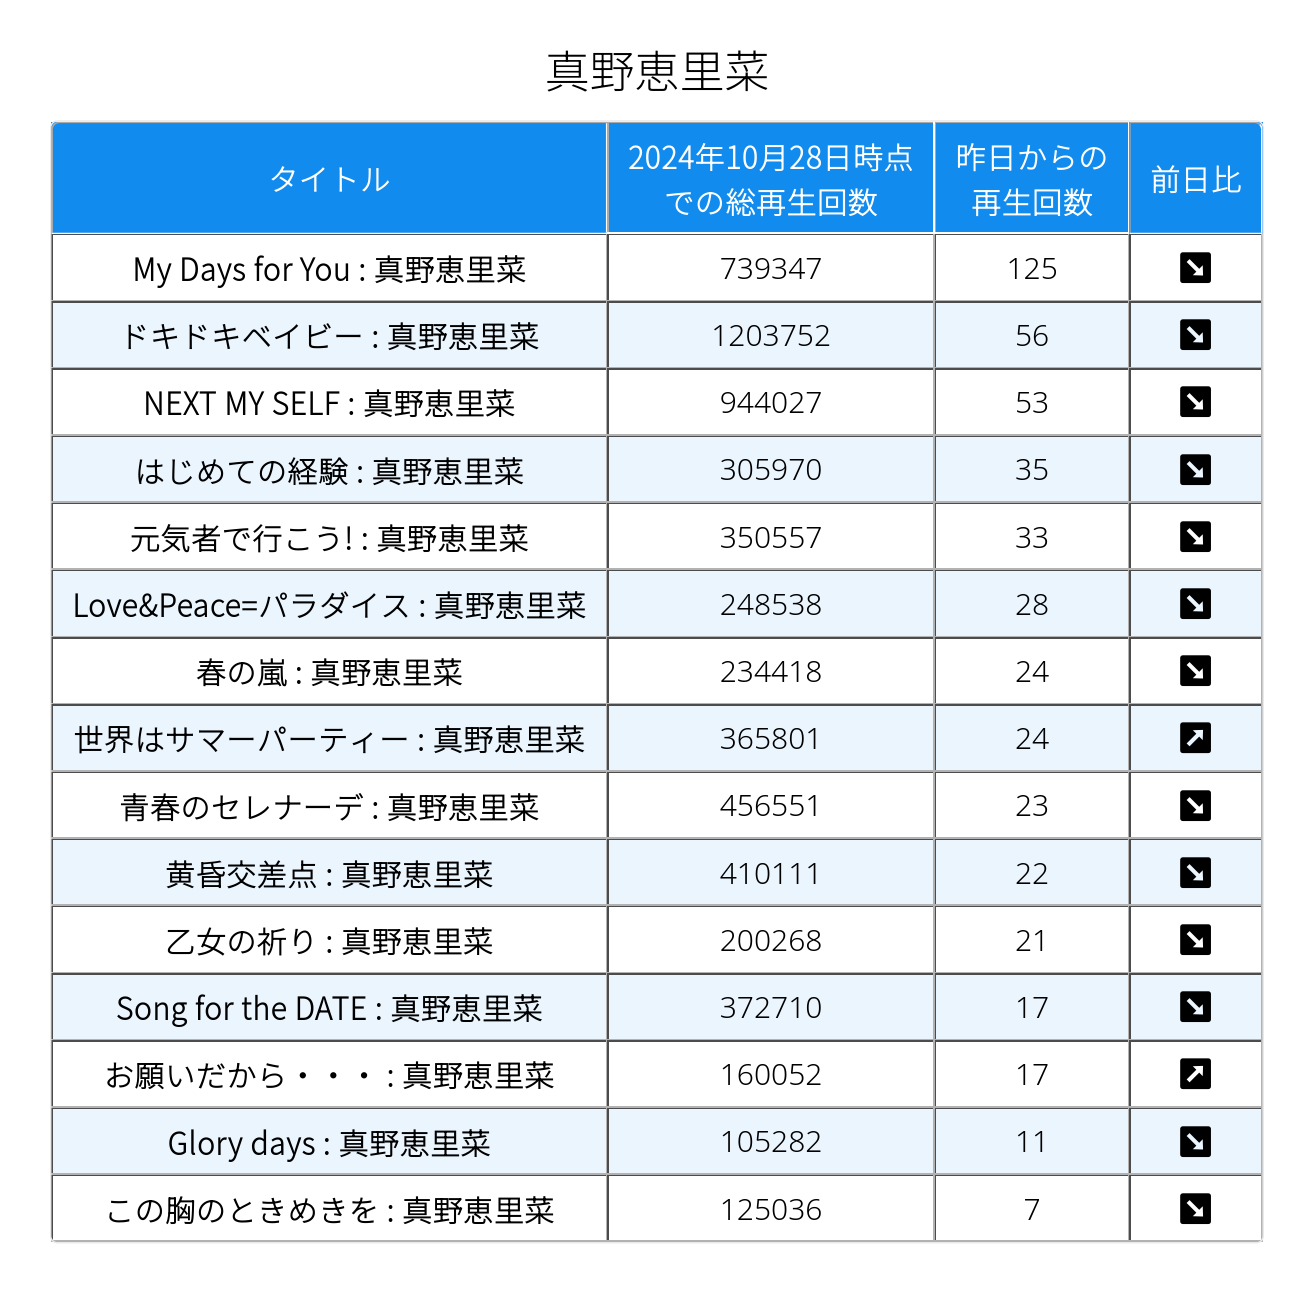 真野恵里菜
タイトル 2024年10月28日時点での総再生回数 昨日からの再生回数 前日比
My Days for You : 真野恵里菜 739347 125 ↘
ドキドキベイビー : 真野恵里菜 1203752 56 ↘
NEXT MY SELF : 真野恵里菜 944027 53 ↘
はじめての経験 : 真野恵里菜 305970 35 ↘
元気者で行こう! : 真野恵里菜 350557 33 ↘
Love&Peace=パラダイス : 真野恵里菜 248538 28 ↘
春の嵐 : 真野恵里菜 234418 24 ↘
世界はサマーパーティー : 真野恵里菜 365801 24 ↗
青春のセレナーデ : 真野恵里菜 456551 23 ↘
黄昏交差点 : 真野恵里菜 410111 22 ↘
乙女の祈り : 真野恵里菜 200268 21 ↘
Song for the DATE : 真野恵里菜 372710 17 ↘
お願いだから・・・ : 真野恵里菜 160052 17 ↗
Glory days : 真野恵里菜 105282 11 ↘
この胸のときめきを : 真野恵里菜 125036 7 ↘